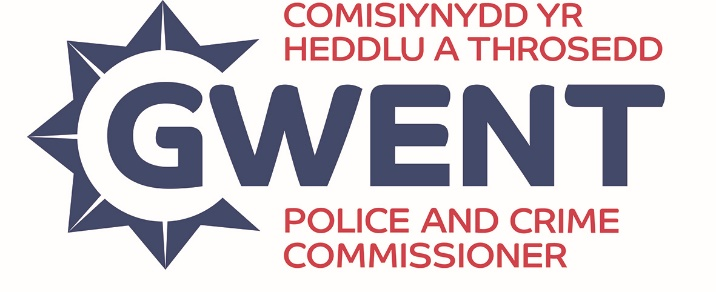 COMISIYNYDD YR
HEDDLU A THROSEDD
GWENT
POLICE AND CRIME
COMMISSIONER